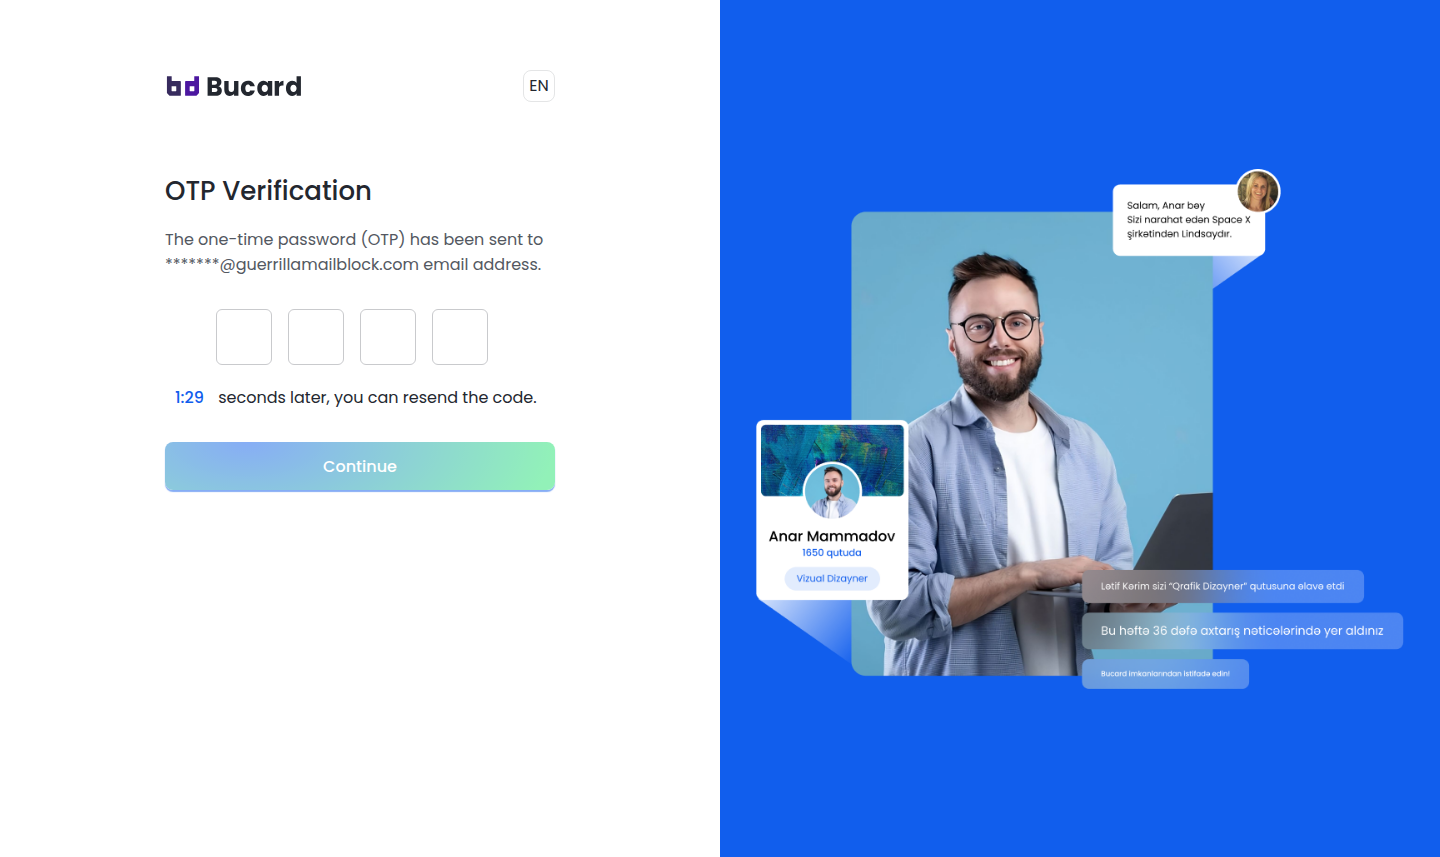 Bucard
EN
OTP Verification
The one-time password (OTP) has been sent to
*******@guerrillamailblock.com email address.
1:29 seconds later, you can resend the code.
Continue
Salam, Anar bəy
Sizi narahat edən Space X
şirkətindən Lindsaydır.
Anar Mammadov
1650 qutuda
Vizual Dizayner
Lətif Kərim sizi “Qrafik Dizayner” qutusuna əlavə etdi
Bu həftə 36 dəfə axtarış nəticələrində yer aldınız
Bucard imkanlarından istifadə edin!